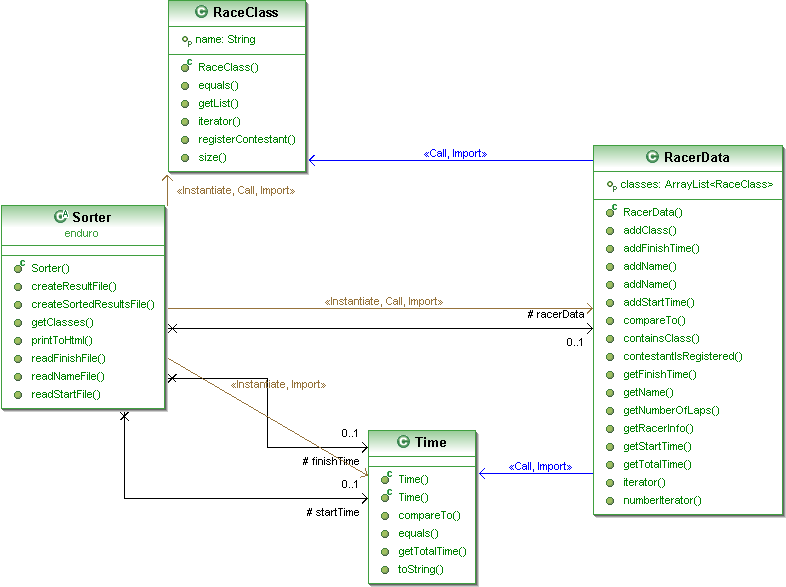 C RaceClass
P name: String
C RaceClass()
equals()
getList()
iterator()
registerContestant()
size()
«Call, Import»
«Instantiate, Call, Import»
C RacerData
P classes: ArrayList<RaceClass>
C RacerData()
addClass()
addFinishTime()
addName()
addName()
addStartTime()
compareTo()
containsClass()
contestantIsRegistered()
getFinishTime()
getName()
getNumberOfLaps()
getRacerInfo()
getStartTime()
getTotalTime()
iterator()
numberIterator()
C A Sorter
enduro
C Sorter()
createResultFile()
createSortedResultsFile()
getClasses()
printToHtml()
readFinishFile()
readNameFile()
readStartFile()
«Instantiate, Call, Import»
# racerData
0..1
«Instantiate, Import»
0..1
# finishTime
0..1
# startTime
«Call, Import»
C Time
C Time()
C Time()
compareTo()
equals()
getTotalTime()
toString()